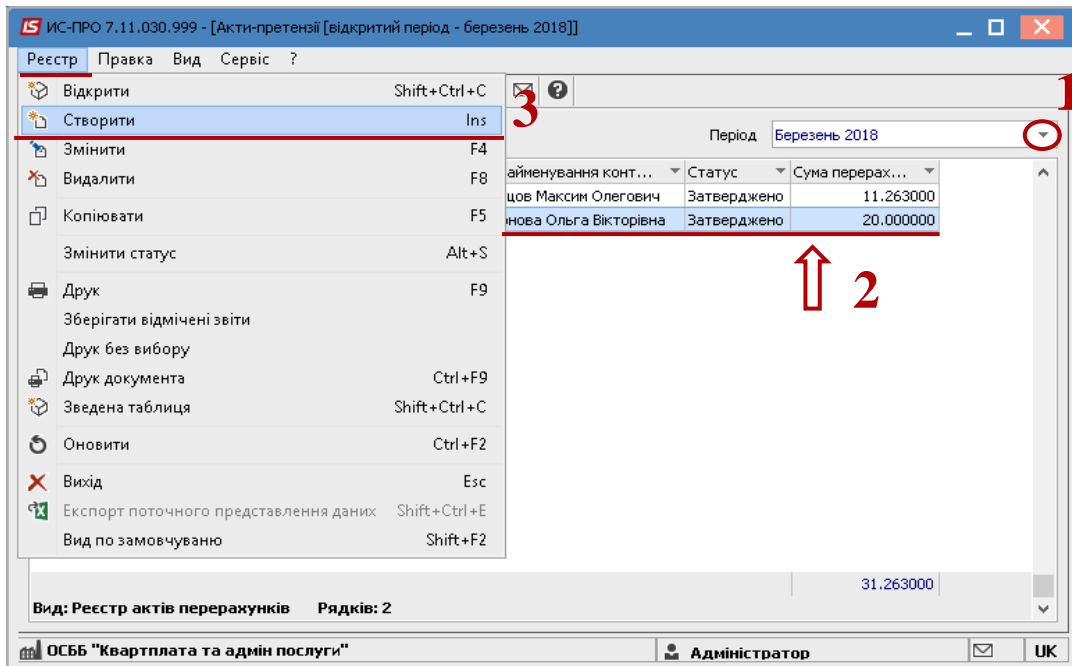 ИС-ПРО 7.11.030.999 - [Акти-претензії [відкритий період - березень 2018]]
Реєстр Правка Вид Сервіс ?
Відкрити Shift+Ctrl+C
Створити Ins
3
1
Період Березень 2018
Змінити F4
Видалити F8
айменування конт... Статус Сума перерах...
цов Максим Олегович Затверджено 11.263000
Копіювати F5
нова Ольга Вікторівна Затверджено 20.000000
Змінити статус Alt+S
2
Друк F9
Зберігати відмічені звіти
Друк без вибору
Друк документа Ctrl+F9
Зведена таблиця Shift+Ctrl+C
Оновити Ctrl+F2
Вихід Esc
Експорт поточного представлення даних Shift+Ctrl+E
Вид по замовчуваню Shift+F2
31.263000
Вид: Реєстр актів перерахунків Рядків: 2
ОСББ "Квартплата та адмін послуги" Адміністратор UK